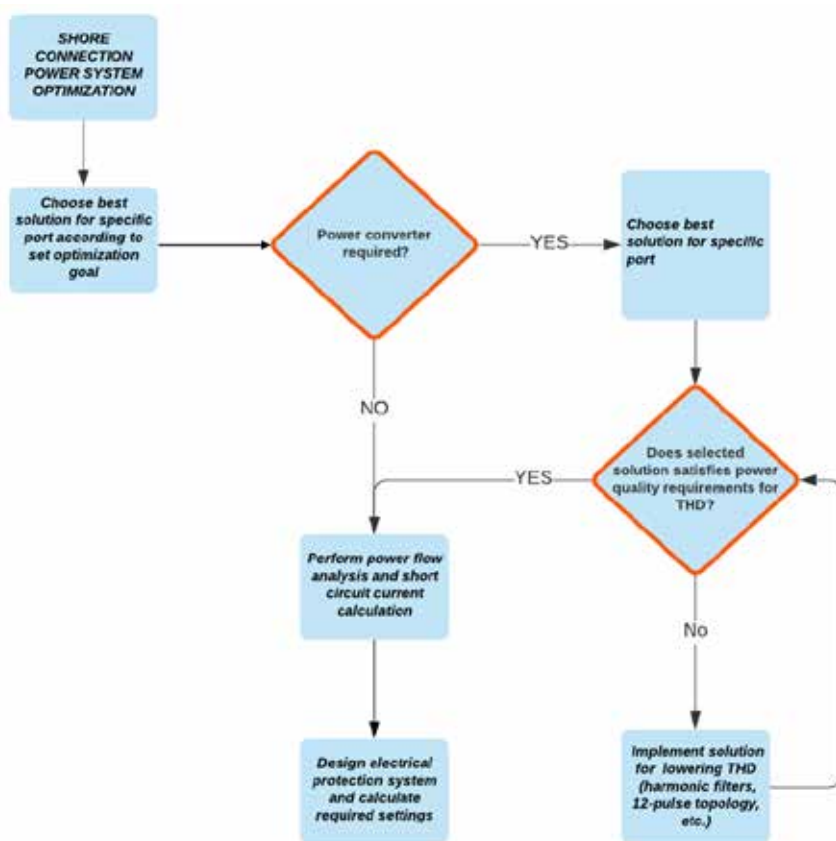 SHORE
CONNECTION
POWER SYSTEM
OPTIMIZATION
Choose best
solution for specific
port according to
set optimization
goal
Power converter
required?
YES
Choose best
solution for specific
port
NO
Does selected
solution satisfies power
quality requirements for
THD?
YES
Perform power flow
analysis and short
circuit current
calculation
No
Design electrical
protection system
and calculate
required settings
Implement solution
for lowering THD
(harmonic filters,
12-pulse topology,
etc.)